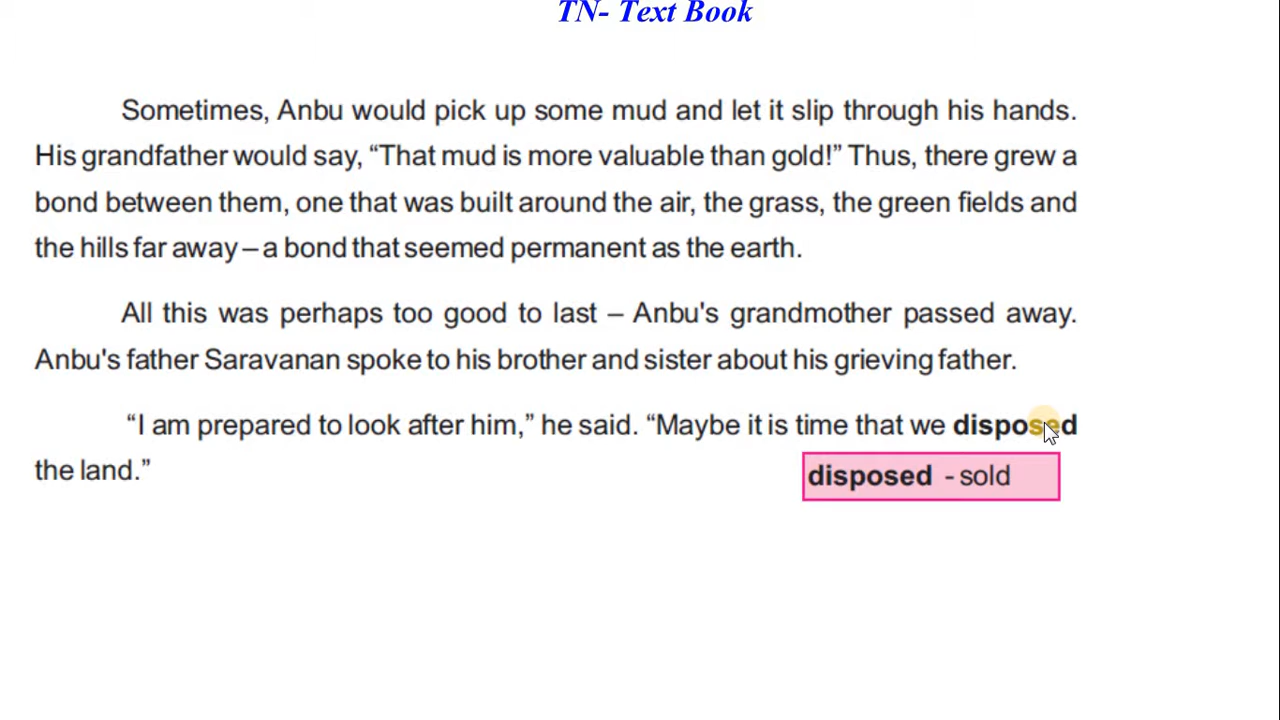 TN- Text Book
Sometimes, Anbu would pick up some mud and let it slip through his hands.
His grandfather would say, “That mud is more valuable than gold!” Thus, there grew a
bond between them, one that was built around the air, the grass, the green fields and
the hills far away – a bond that seemed permanent as the earth.
All this was perhaps too good to last – Anbu's grandmother passed away.
Anbu's father Saravanan spoke to his brother and sister about his grieving father.
“I am prepared to look after him,” he said. “Maybe it is time that we disposed
the land.”
disposed - sold